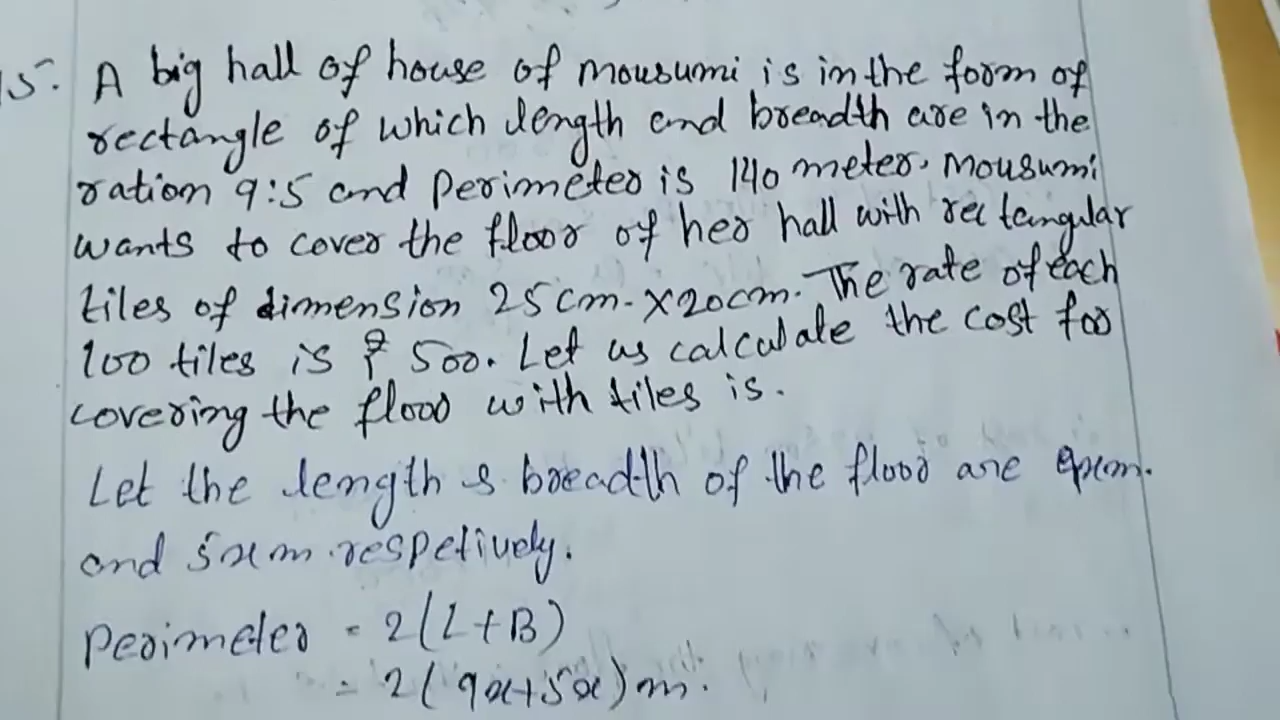 15. A big hall of house of mousumi is in the form of
rectangle of which length and breadth are in the
ration 9:5 and Perimeter is 140 meter. Mousumi
wants to cover the floor of her hall with rectangular
tiles of dimension 25cm.x20cm. The rate of each
100 tiles is ₹ 500. Let us calculate the cost for
covering the floor with tiles is.
Let the length & breadth of the floor are 9xm.
and 5xm.respetively.
Perimeter = 2(L+B)
= 2(9x+5x)m.